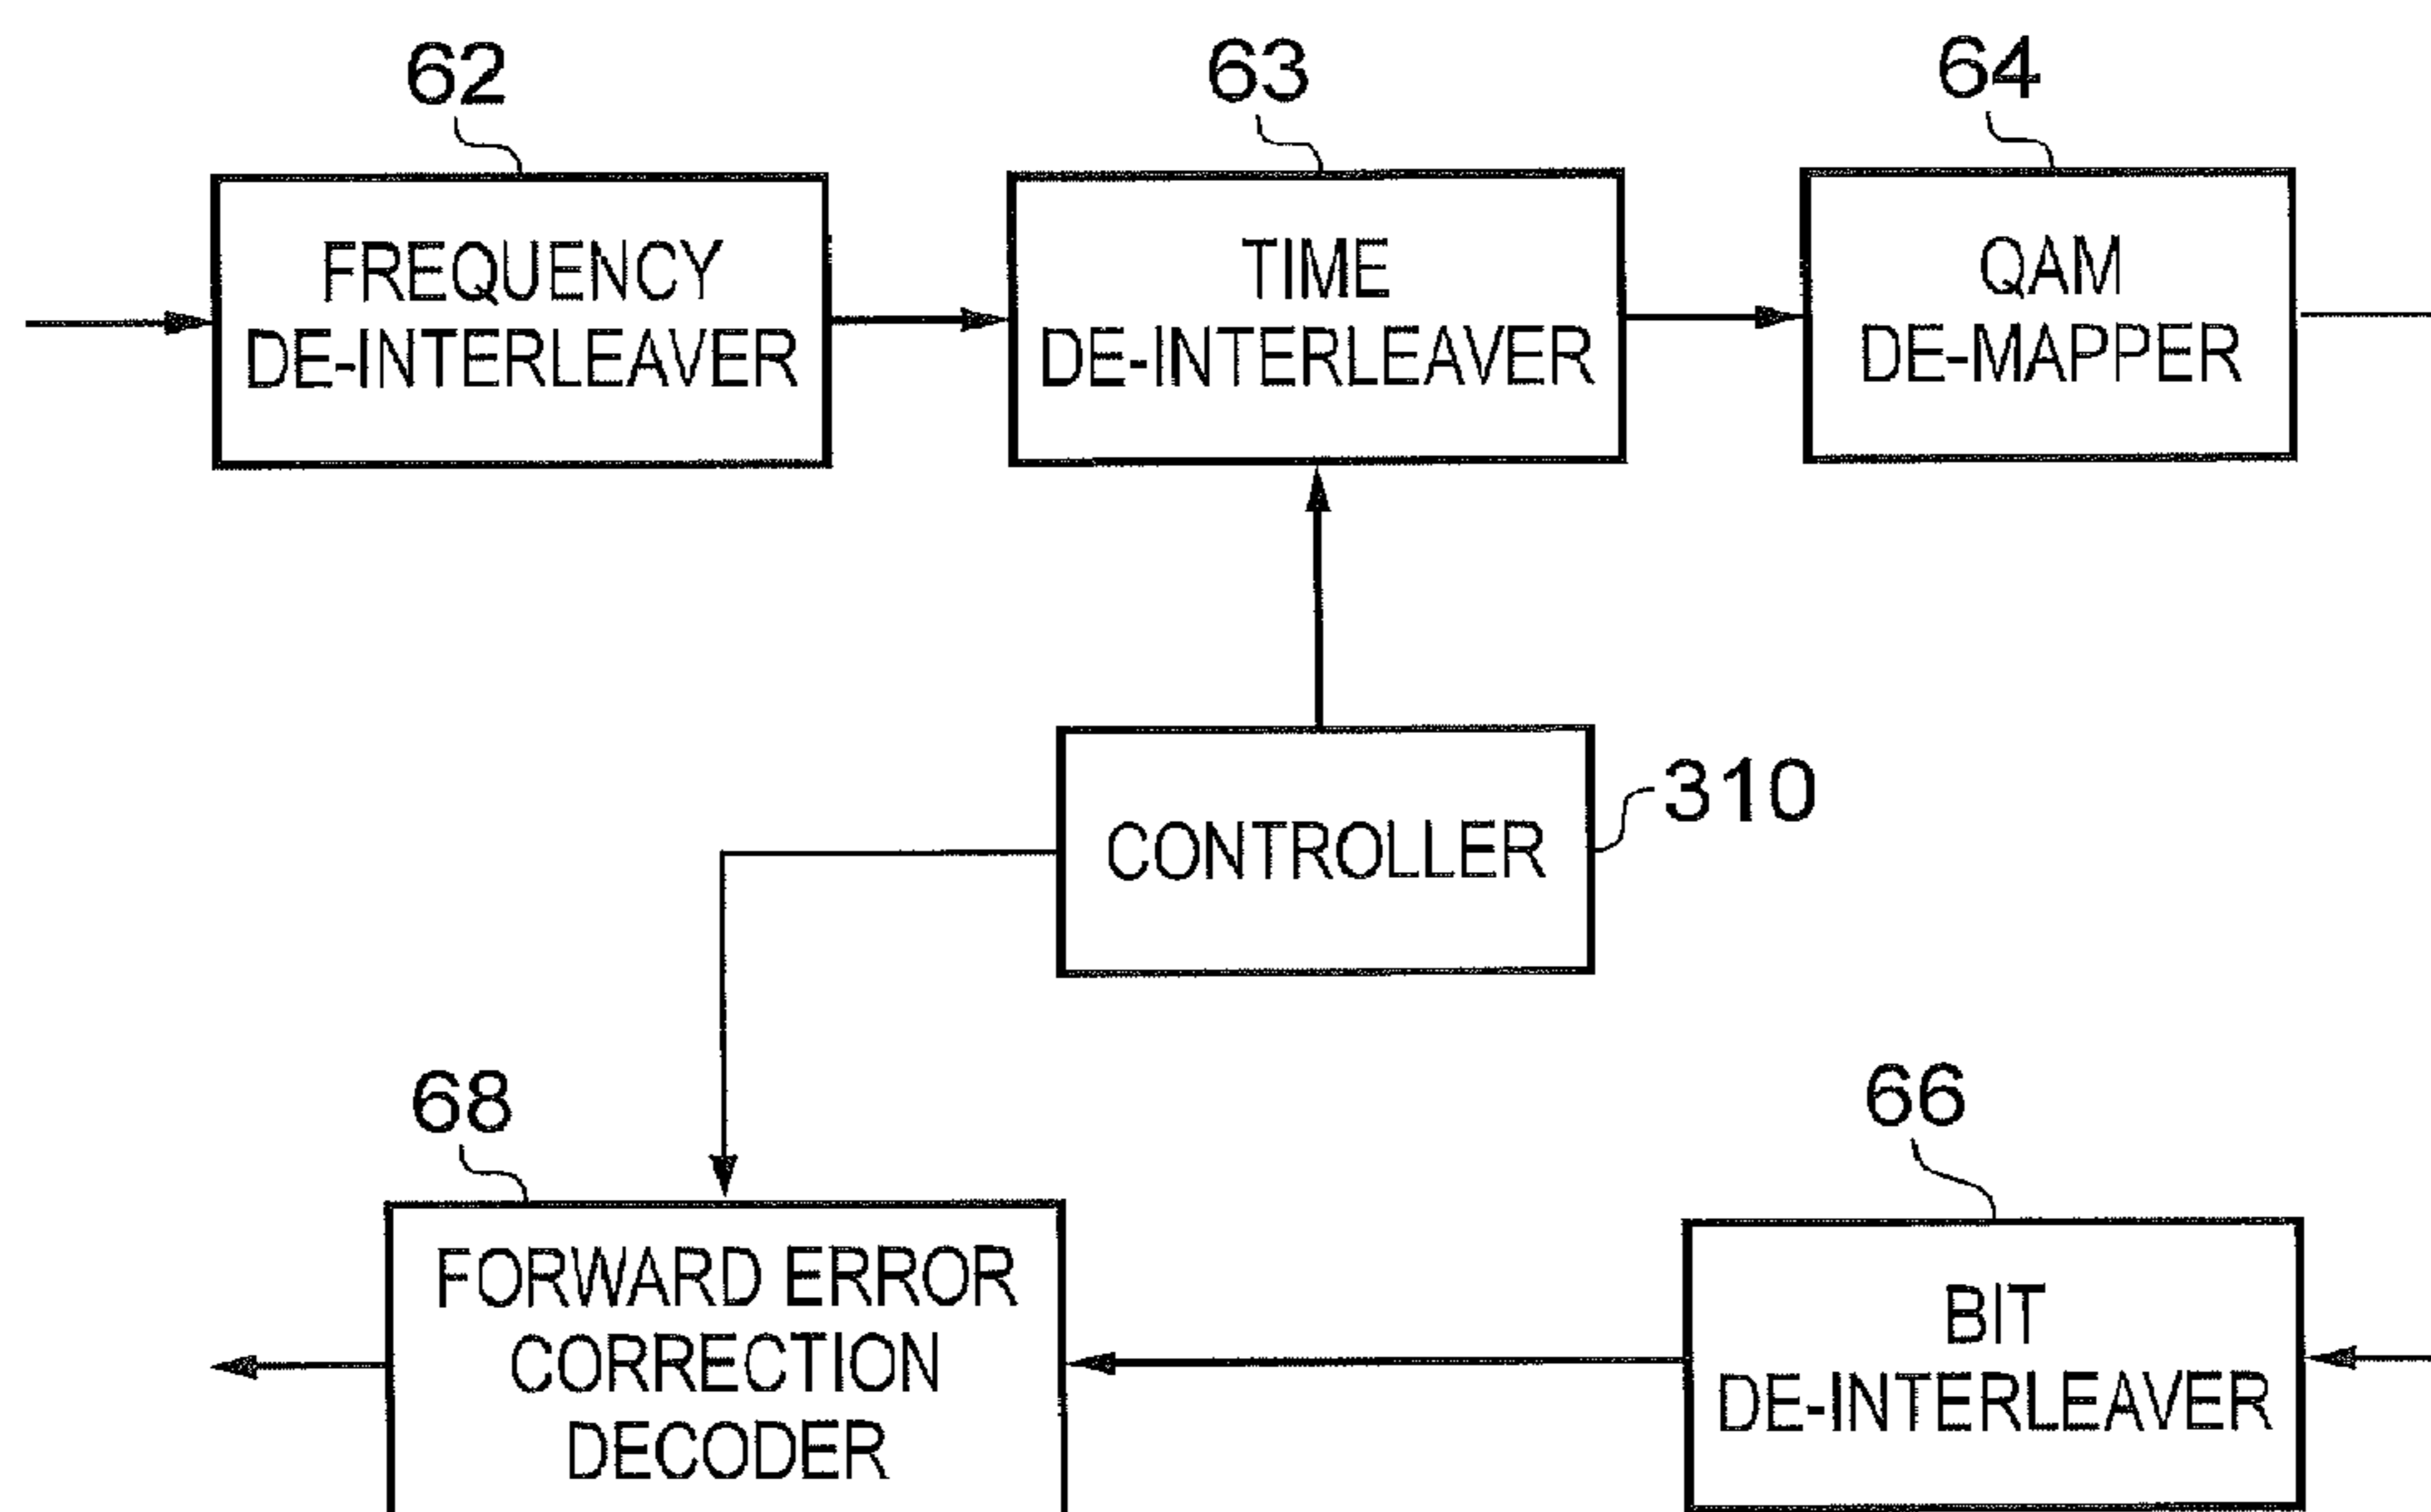 62
63
64
FREQUENCY
DE-INTERLEAVER
TIME
DE-INTERLEAVER
QAM
DE-MAPPER
CONTROLLER
310
68
66
FORWARD ERROR
CORRECTION
DECODER
BIT
DE-INTERLEAVER